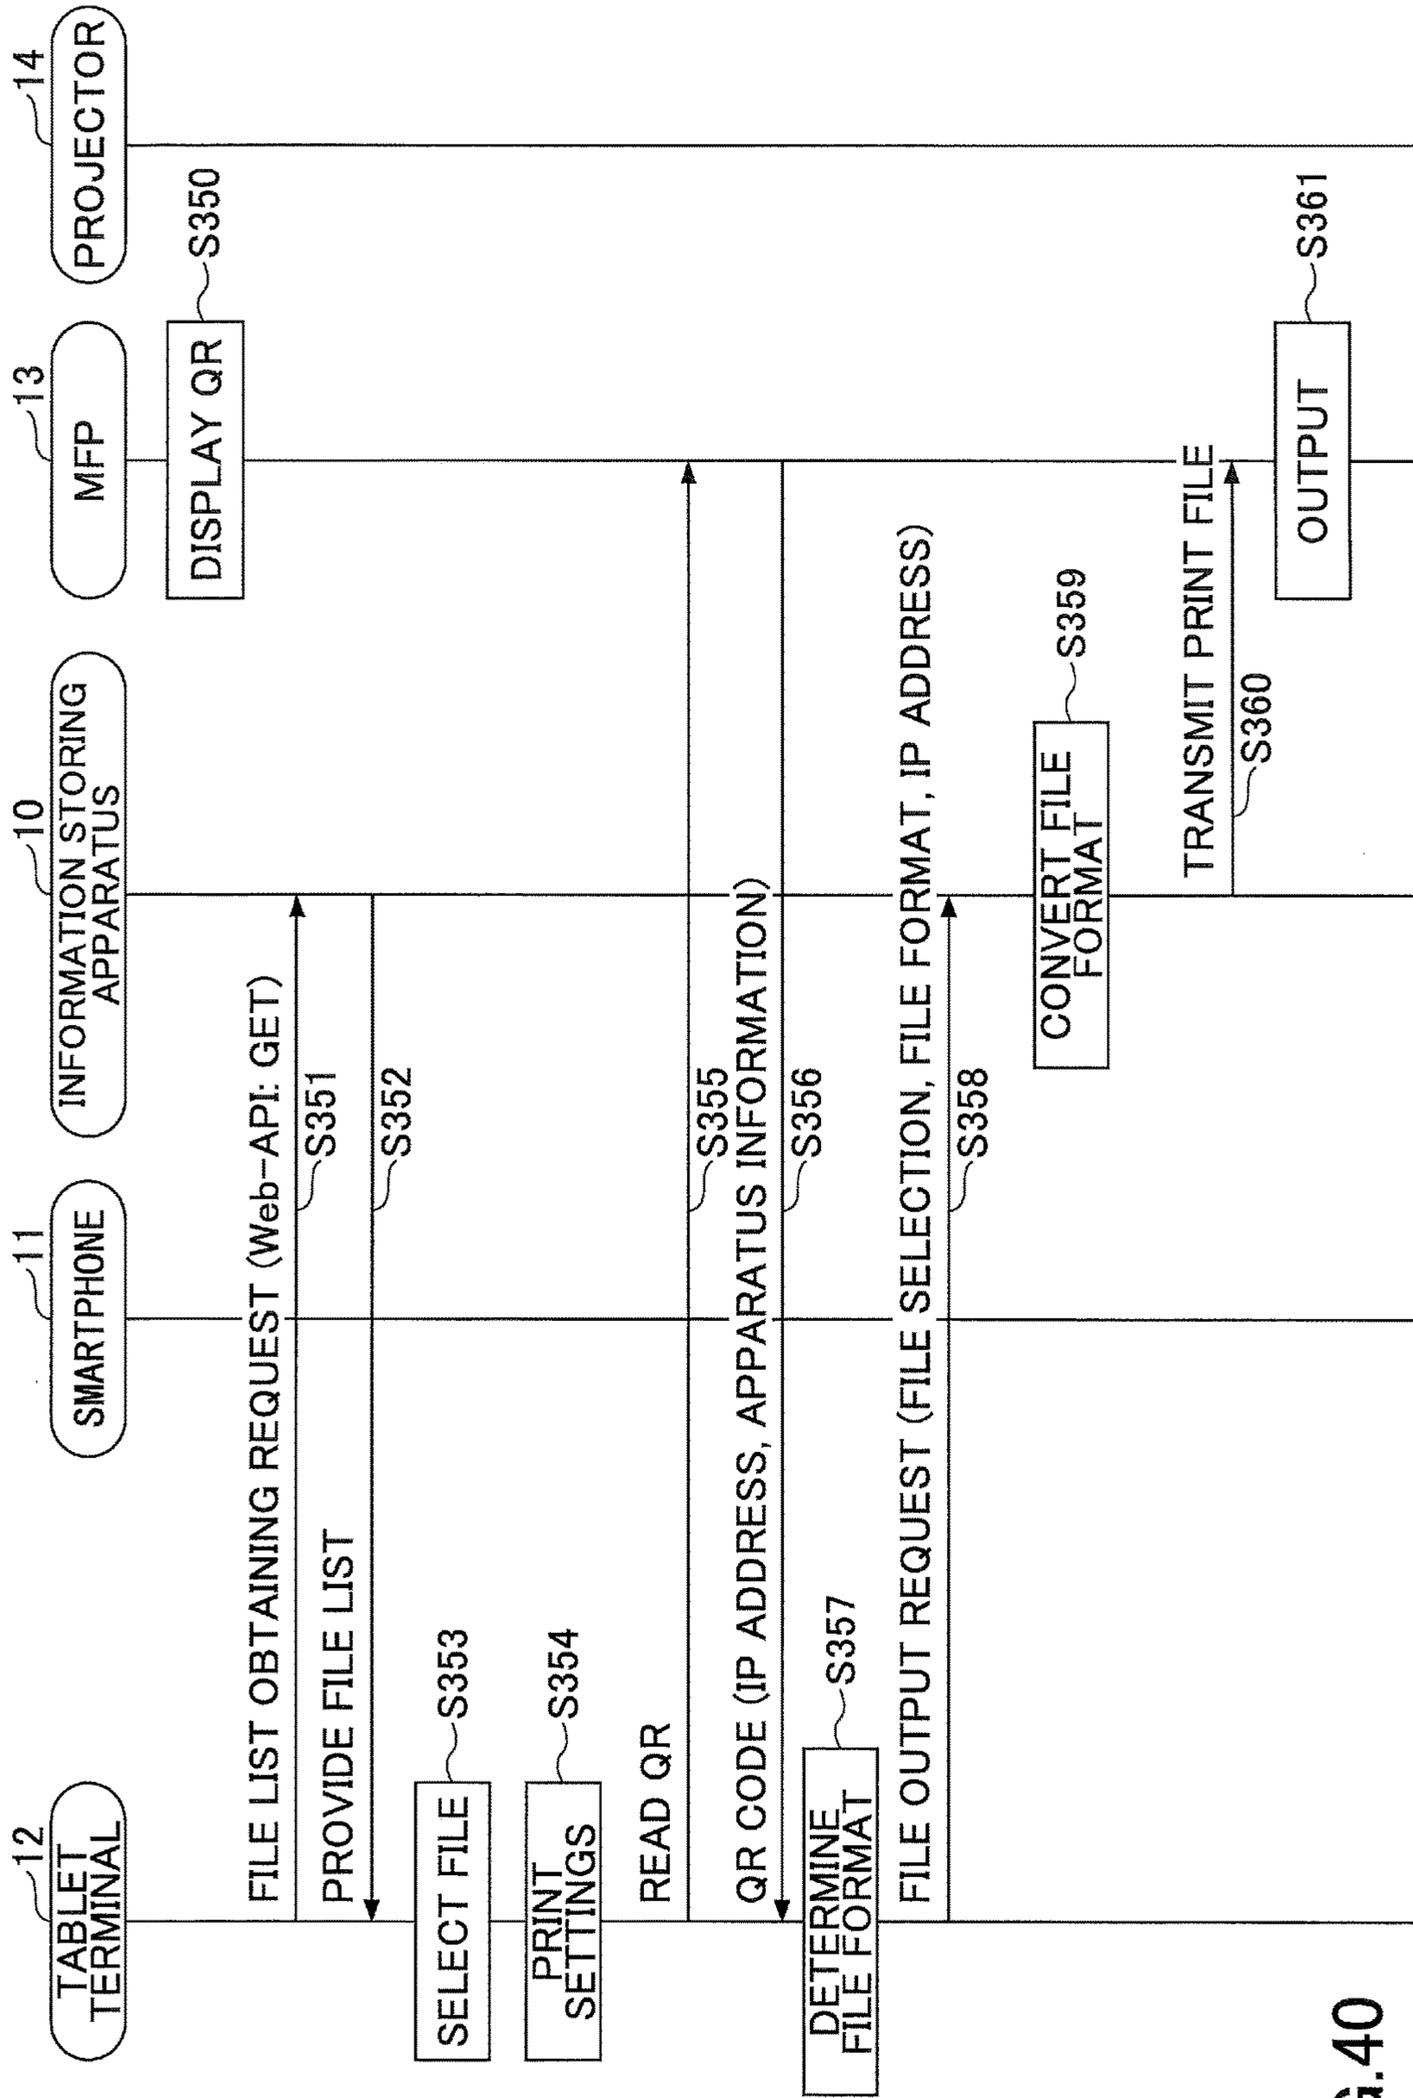 12
TABLET
TERMINAL
11
SMARTPHONE
10
INFORMATION STORING
APPARATUS
13
MFP
14
PROJECTOR
DISPLAY QR
S350
FILE LIST OBTAINING REQUEST (Web-API: GET)
S351
PROVIDE FILE LIST
S352
SELECT FILE
S353
PRINT
SETTINGS
S354
READ QR
S355
QR CODE (IP ADDRESS, APPARATUS INFORMATION)
S356
DETERMINE
FILE FORMAT
S357
FILE OUTPUT REQUEST (FILE SELECTION, FILE FORMAT, IP ADDRESS)
S358
CONVERT FILE
FORMAT
S359
TRANSMIT PRINT FILE
S360
OUTPUT
S361
G.40